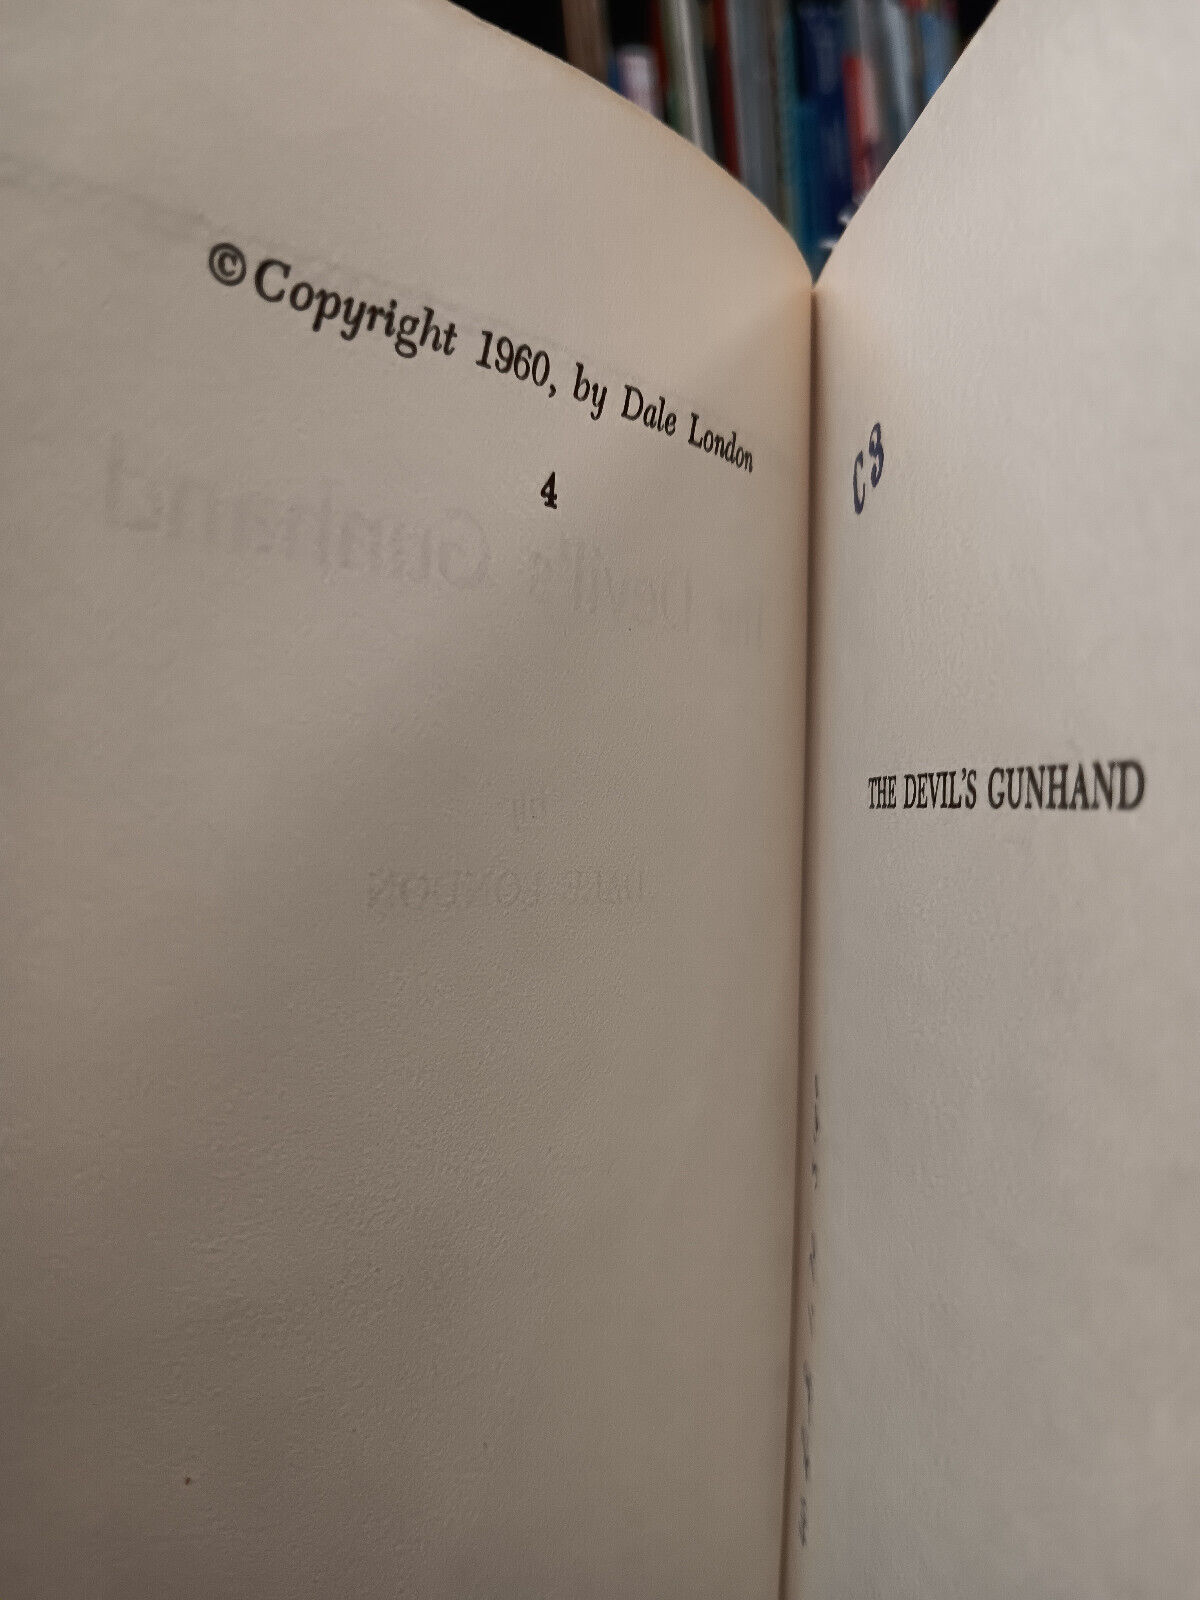 ©Copyright 1960, by Dale London
4
C3
THE DEVIL'S GUNHAND